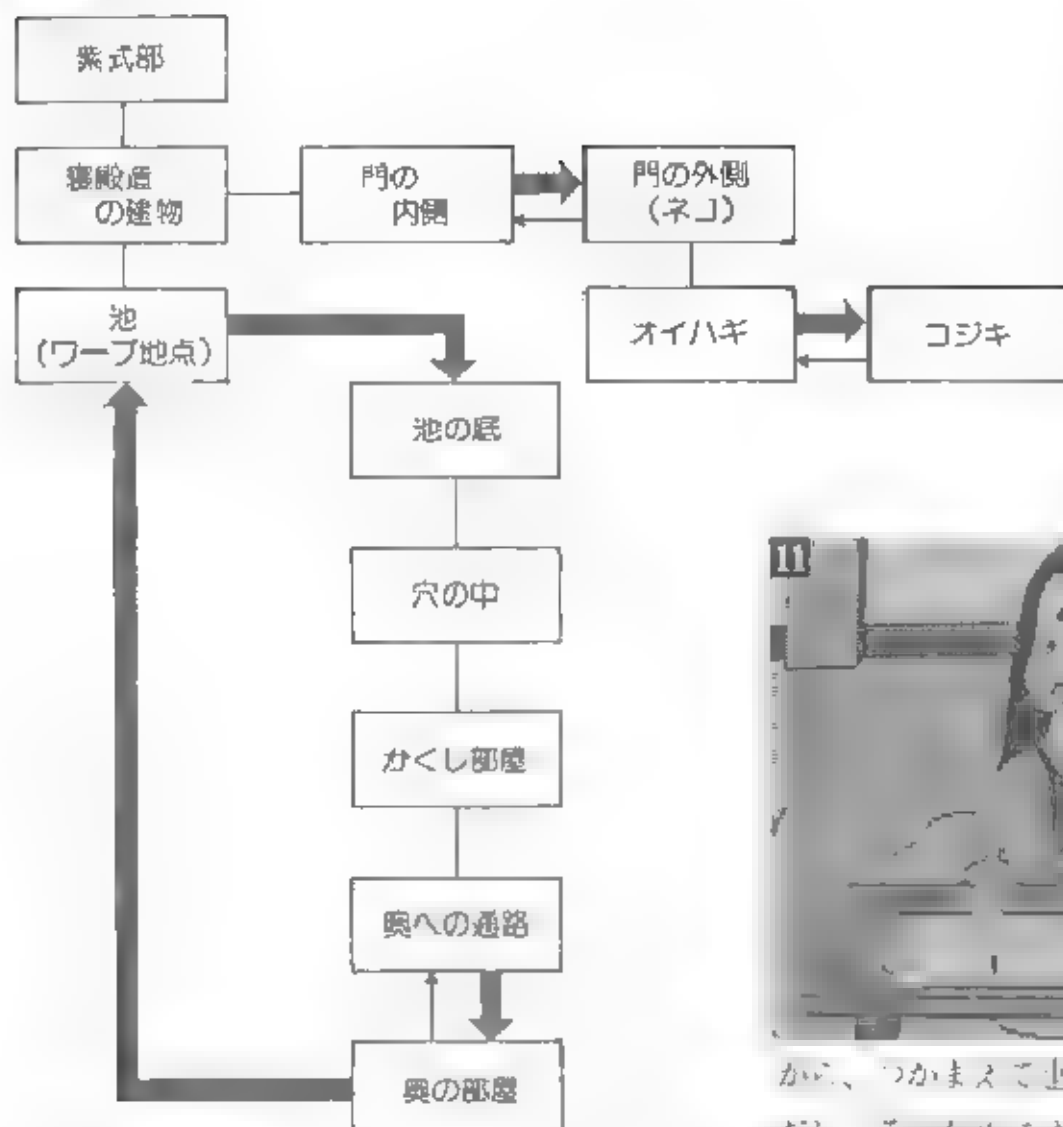 紫式部
寝殿造
の建物
門の
内側
門の外側
(ネコ)
池
(ワープ地点)
オイハギ
コジキ
池の底
穴の中
かくし部屋
奥への通路
奥の部屋
11